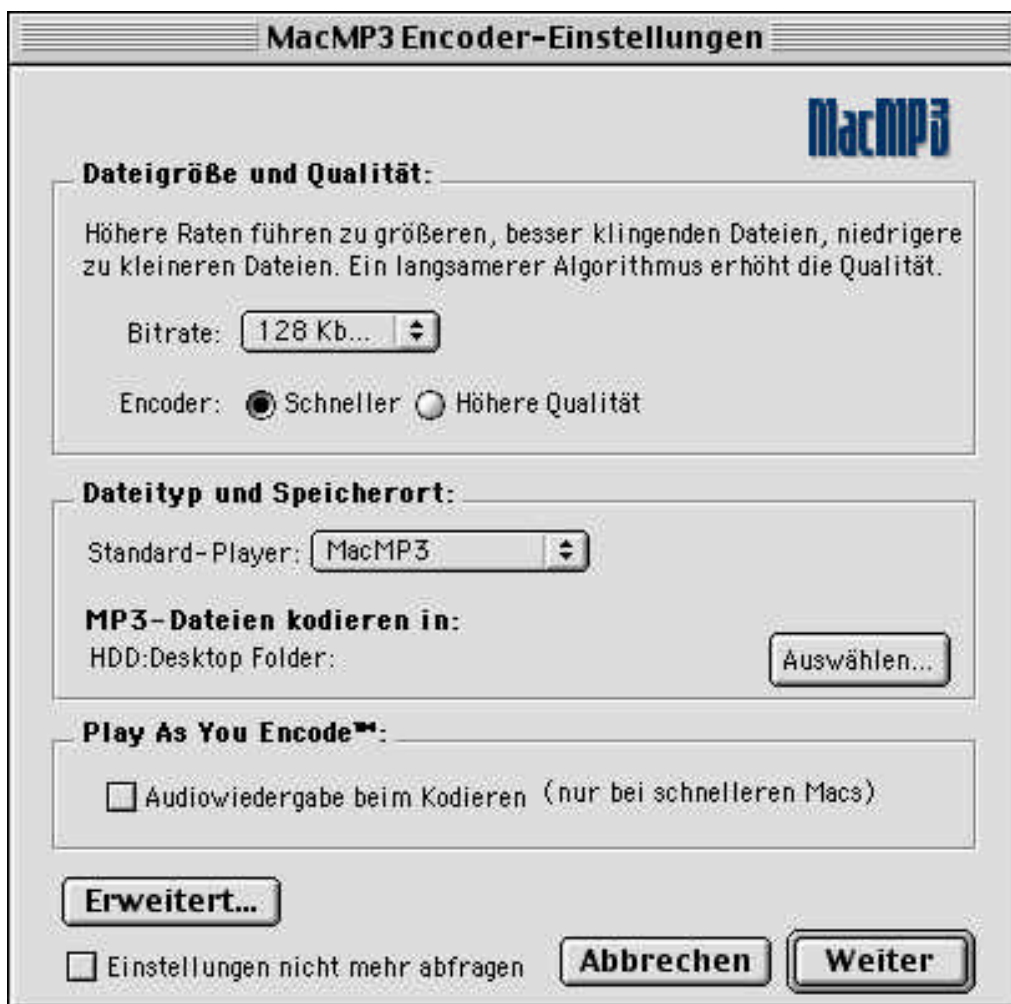 MacMP3 Encoder-Einstellungen
MacMP3
Dateigröße und Qualität:
Höhere Raten führen zu größeren, besser klingenden Dateien, niedrigere
zu kleineren Dateien. Ein langsamerer Algorithmus erhöht die Qualität.
Bitrate: 128 Kb...
Encoder: Schneller Höhere Qualität
Dateityp und Speicherort:
Standard-Player: MacMP3
MP3-Dateien kodieren in:
HDD:Desktop Folder:
Auswählen...
Play As You Encode™:
Audiowiedergabe beim Kodieren (nur bei schnelleren Macs)
Erweitert...
Einstellungen nicht mehr abfragen
Abbrechen Weiter